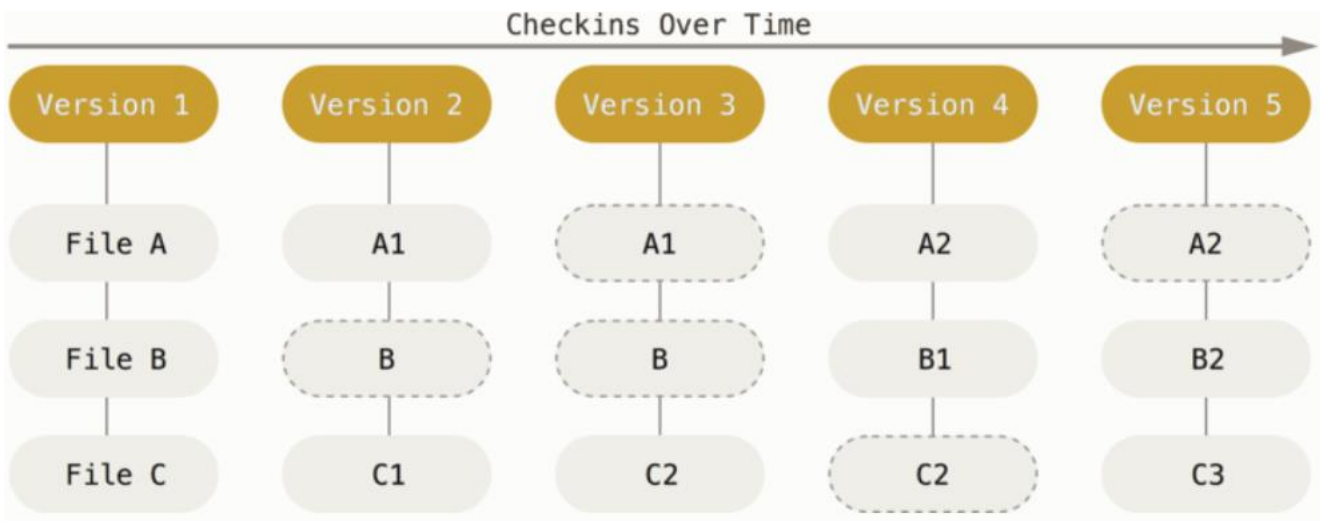 Checkins Over Time
Version 1 Version 2 Version 3 Version 4 Version 5
File A A1 A1 A2 A2
File B B B B1 B2
File C C1 C2 C2 C3